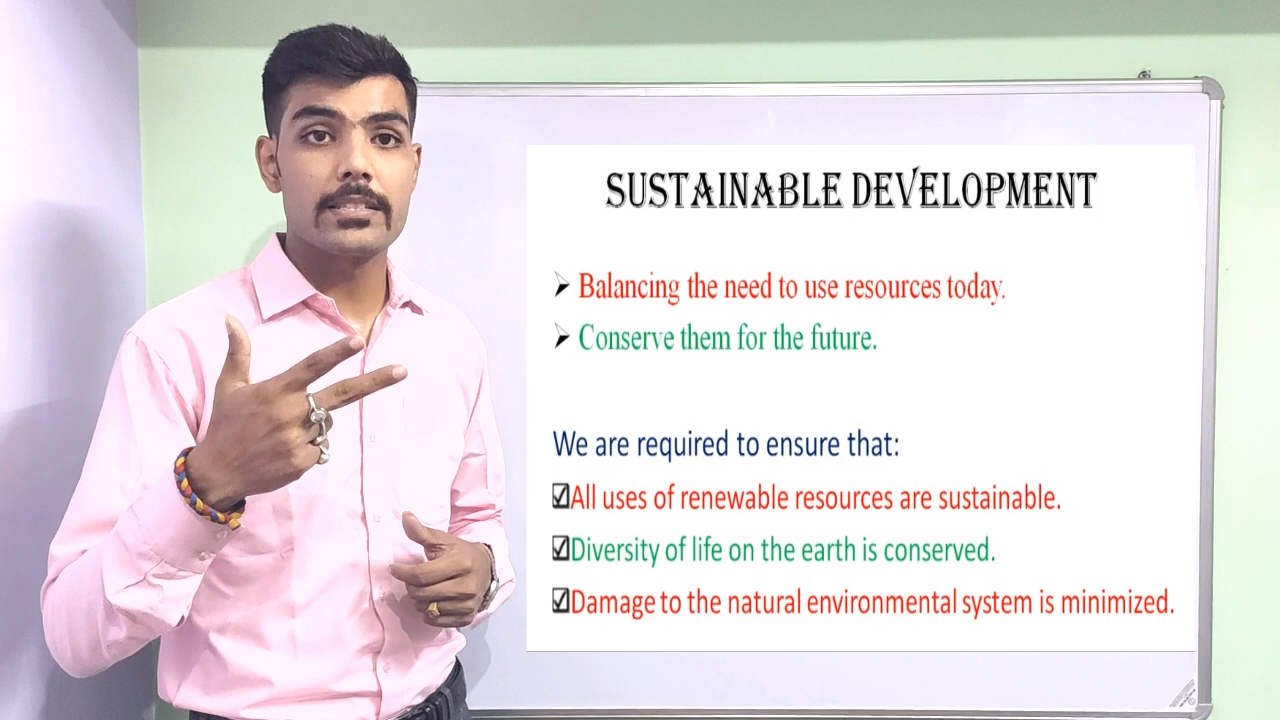 SUSTAINABLE DEVELOPMENT
➢ Balancing the need to use resources today.
➢ Conserve them for the future.
We are required to ensure that:
☑All uses of renewable resources are sustainable.
☑Diversity of life on the earth is conserved.
☑Damage to the natural environmental system is minimized.